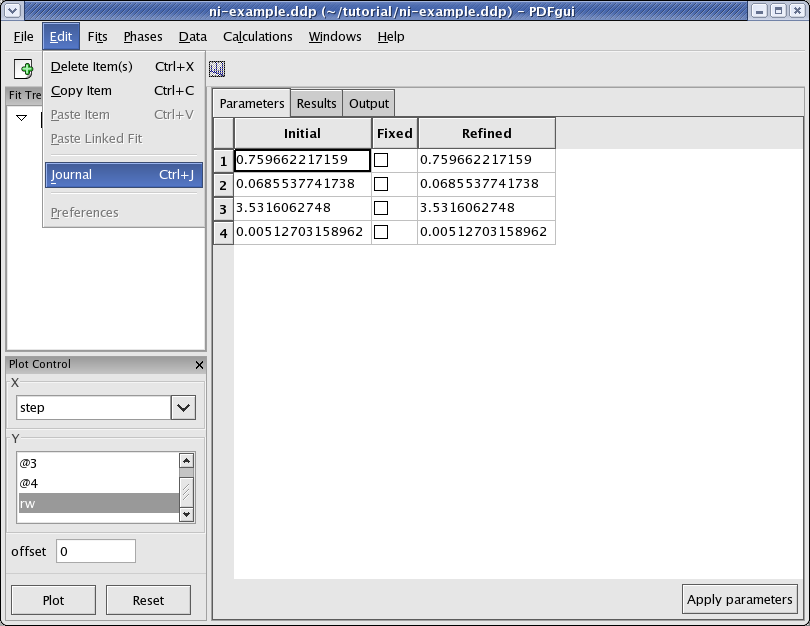 ni-example.ddp (~/tutorial/ni-example.ddp) - PDFgui
File Edit Fits Phases Data Calculations Windows Help
Delete Item(s) Ctrl+X
Copy Item Ctrl+C
Paste Item Ctrl+V
Paste Linked Fit
Journal Ctrl+J
Preferences
Fit Tre
Parameters Results Output
Initial Fixed Refined
1 0.759662217159 0.759662217159
2 0.0685537741738 0.0685537741738
3 3.5316062748 3.5316062748
4 0.00512703158962 0.00512703158962
Plot Control
X
step
Y
@3
@4
rw
offset 0
Plot Reset
Apply parameters